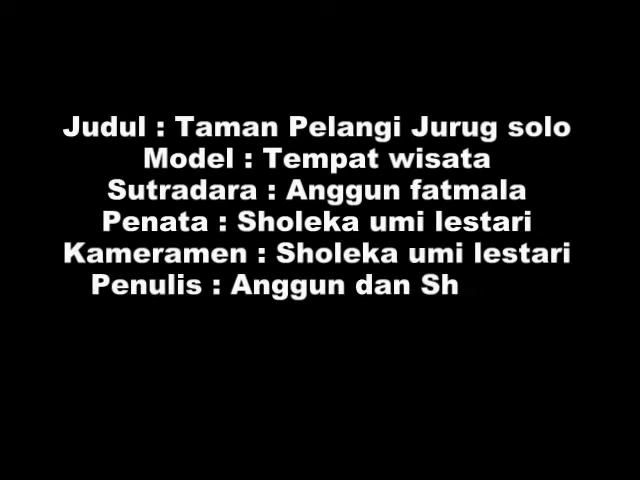 Judul : Taman Pelangi Jurug solo
Model : Tempat wisata
Sutradara : Anggun fatmala
Penata : Sholeka umi lestari
Kameramen : Sholeka umi lestari
Penulis : Anggun dan Sh